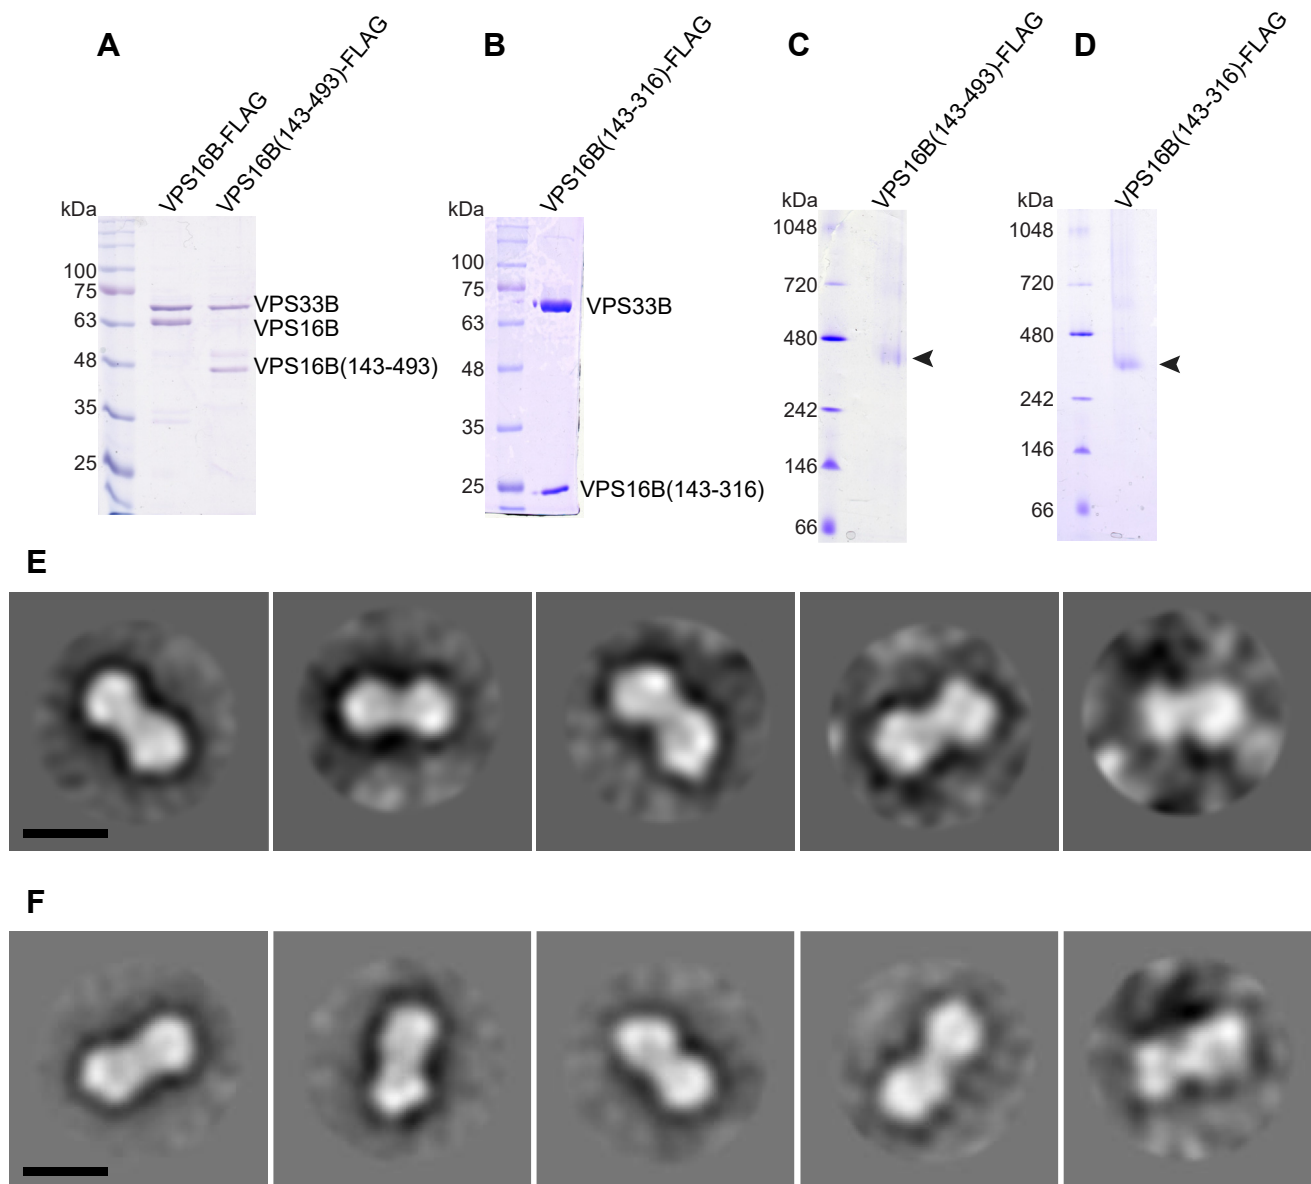 A
VPS16B-FLAG
VPS16B(143-493)-FLAG
kDa
100
75
63
48
35
25
VPS33B
VPS16B
VPS16B(143-493)
B
VPS16B(143-316)-FLAG
kDa
100
75
63
48
35
25
VPS33B
VPS16B(143-316)
C
VPS16B(143-493)-FLAG
kDa
1048
720
480
242
146
66
D
VPS16B(143-316)-FLAG
kDa
1048
720
480
242
146
66
E
F